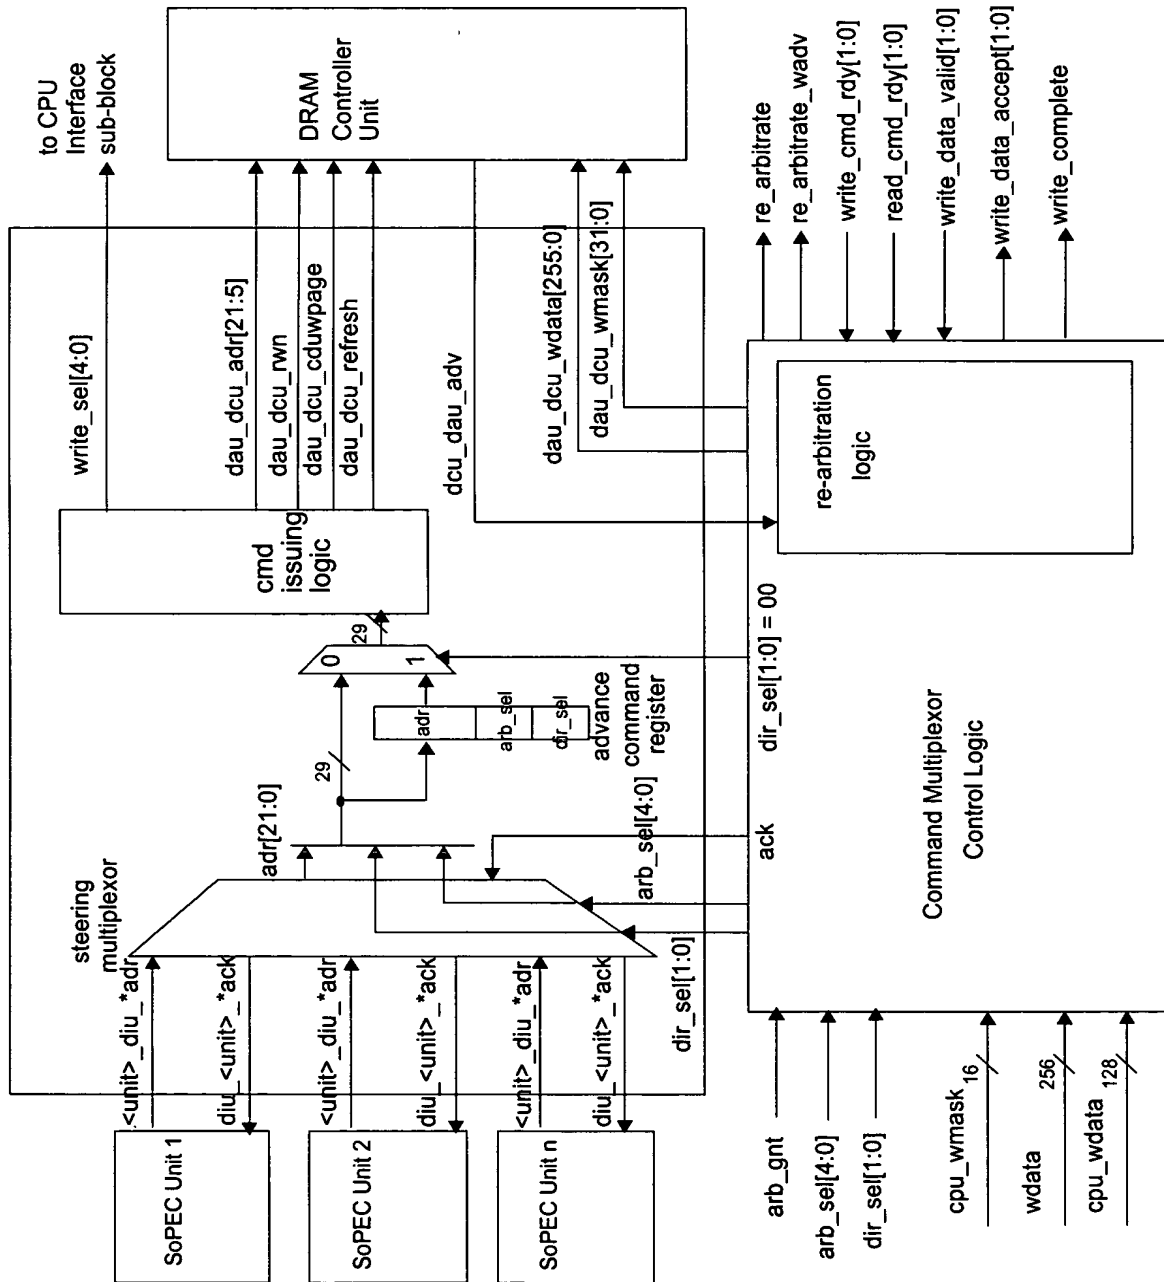 to CPU
Interface
sub-block
write_sel[4:0]
DRAM
Controller
Unit
dau_dcu_adr[21:5]
dau_dcu_rwn
dau_dcu_cduwpage
dau_dcu_refresh
dcu_dau_adv
dau_dcu_wdata[255:0]
dau_dcu_wmask[31:0]
cmd
issuing
logic
29
0
1
adr
arb_sel
dir_sel
advance
command
register
29
adr[21:0]
steering
multiplexor
<unit>_diu_*adr
diu_<unit>_*ack
<unit>_diu_*adr
diu_<unit>_*ack
<unit>_diu_*adr
diu_<unit>_*ack
SoPEC Unit 1
SoPEC Unit 2
SoPEC Unit n
dir_sel[1:0]
arb_sel[4:0]
ack
dir_sel[1:0] = 00
re-arbitration
logic
Command Multiplexor
Control Logic
re_arbitrate
re_arbitrate_wadv
write_cmd_rdy[1:0]
read_cmd_rdy[1:0]
write_data_valid[1:0]
write_data_accept[1:0]
write_complete
arb_gnt
arb_sel[4:0]
dir_sel[1:0]
cpu_wmask
16
wdata
256
cpu_wdata
128